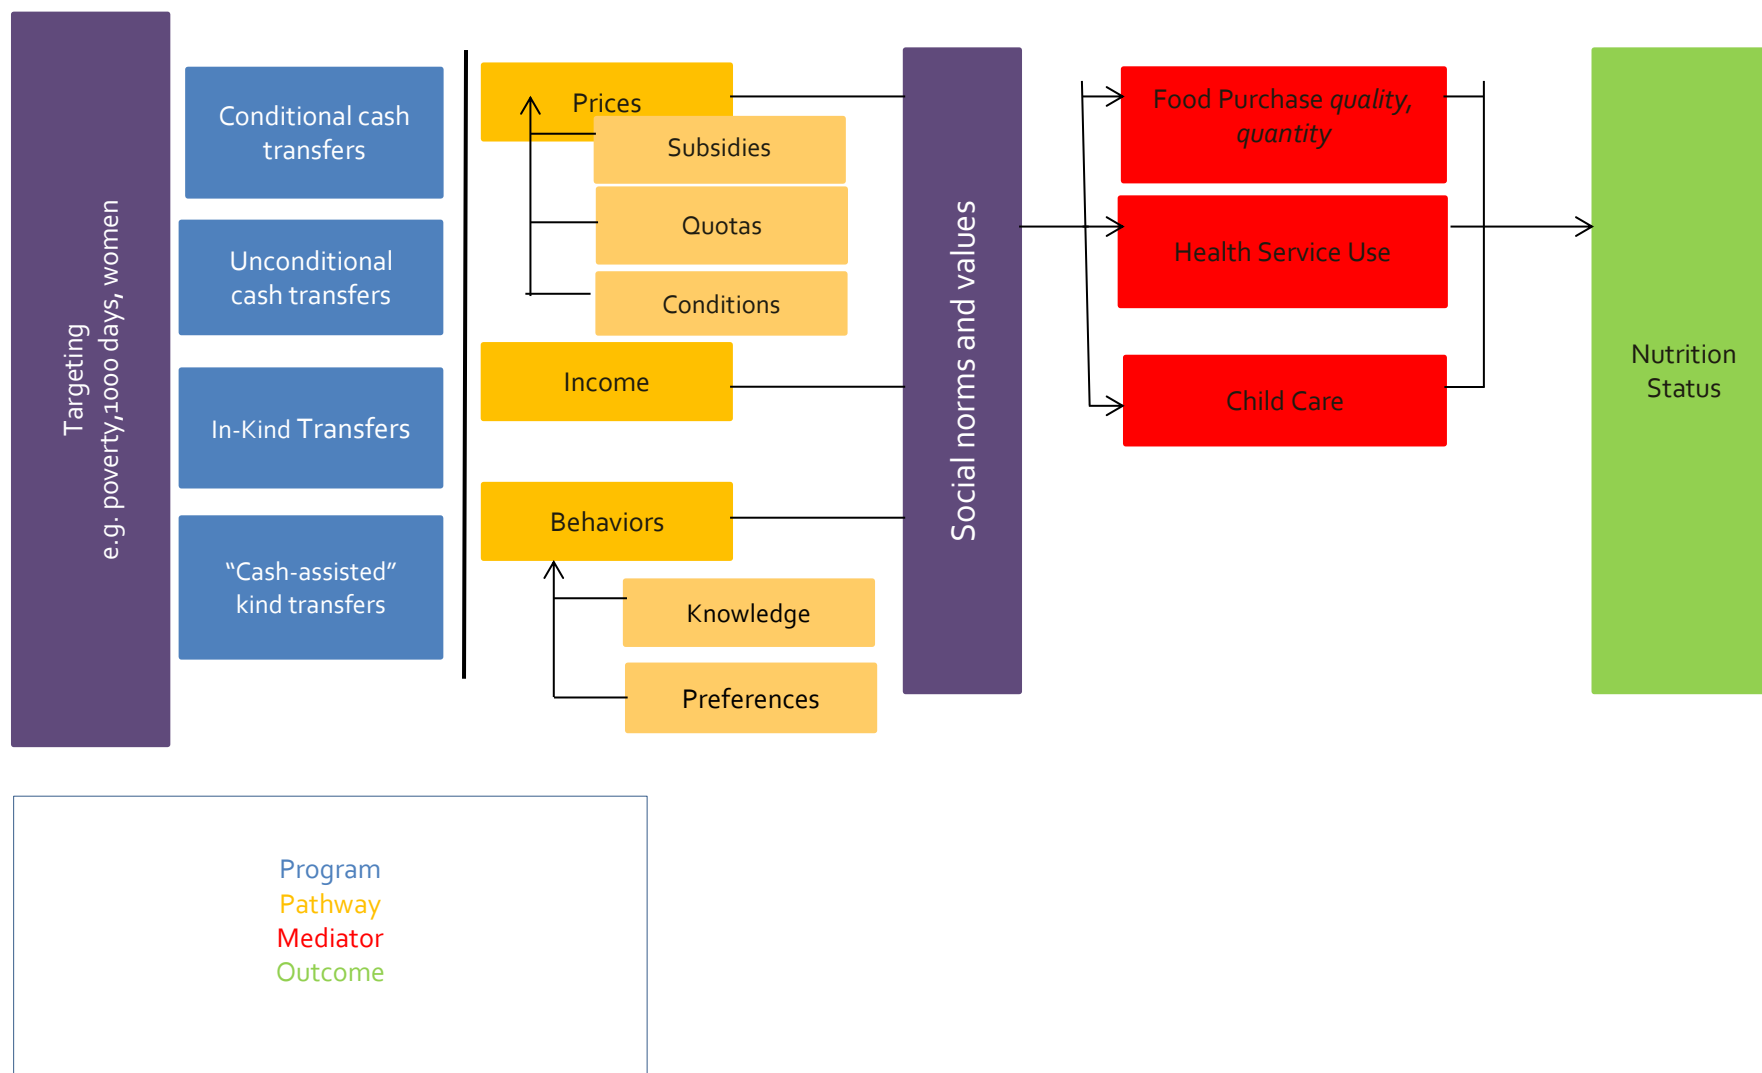 Targeting
e.g. poverty,1000 days, women
Conditional cash
transfers
Unconditional
cash transfers
In-Kind Transfers
“Cash-assisted”
kind transfers
Prices
Subsidies
Quotas
Conditions
Income
Behaviors
Knowledge
Preferences
Social norms and values
Food Purchase quality,
quantity
Health Service Use
Child Care
Nutrition
Status
Program
Pathway
Mediator
Outcome